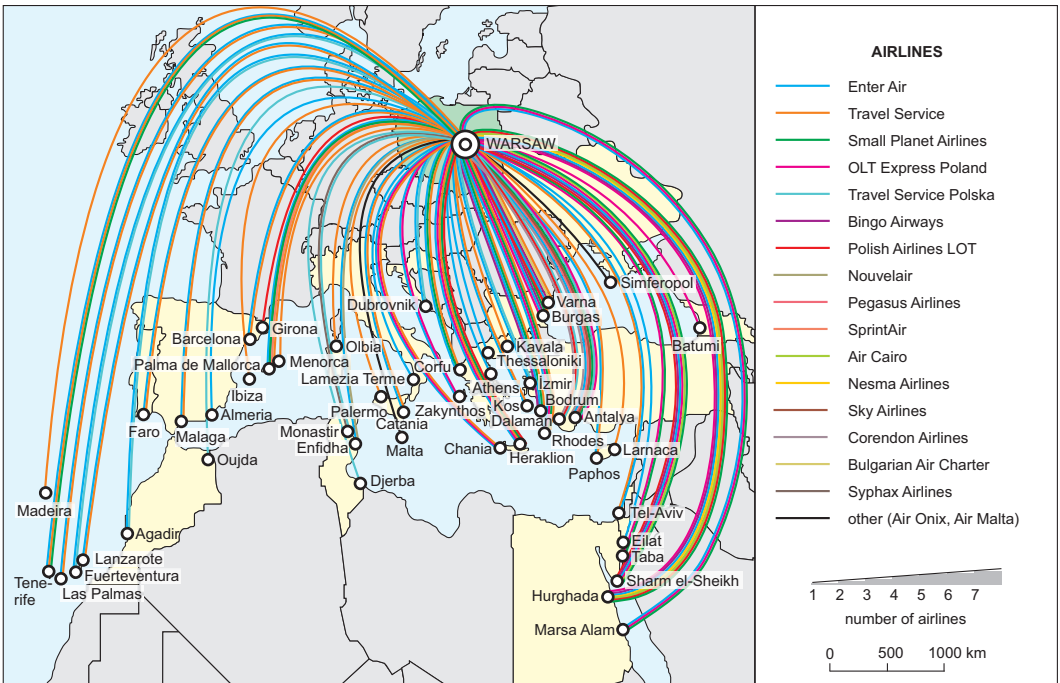 WARSAW
Simferopol
Dubrovnik
Varna
Burgas
Girona
Barcelona
Olbia
Kavala
Thessaloniki
Batumi
Palma de Mallorca
Menorca
Corfu
Lamezia Terme
Athens
İzmir
Ibiza
Kos
Bodrum
Palermo
Zakynthos
Faro
Almeria
Catania
Dalaman
Antalya
Malaga
Monastir
Rhodes
Enfidha
Malta
Chania
Heraklion
Larnaca
Oujda
Paphos
Djerba
Madeira
Tel-Aviv
Agadir
Eilat
Lanzarote
Taba
Tene-
rife
Fuerteventura
Sharm el-Sheikh
Las Palmas
Hurghada
Marsa Alam
AIRLINES
Enter Air
Travel Service
Small Planet Airlines
OLT Express Poland
Travel Service Polska
Bingo Airways
Polish Airlines LOT
Nouvelair
Pegasus Airlines
SprintAir
Air Cairo
Nesma Airlines
Sky Airlines
Corendon Airlines
Bulgarian Air Charter
Syphax Airlines
other (Air Onix, Air Malta)
1 2 3 4 5 6 7
number of airlines
0 500 1000 km